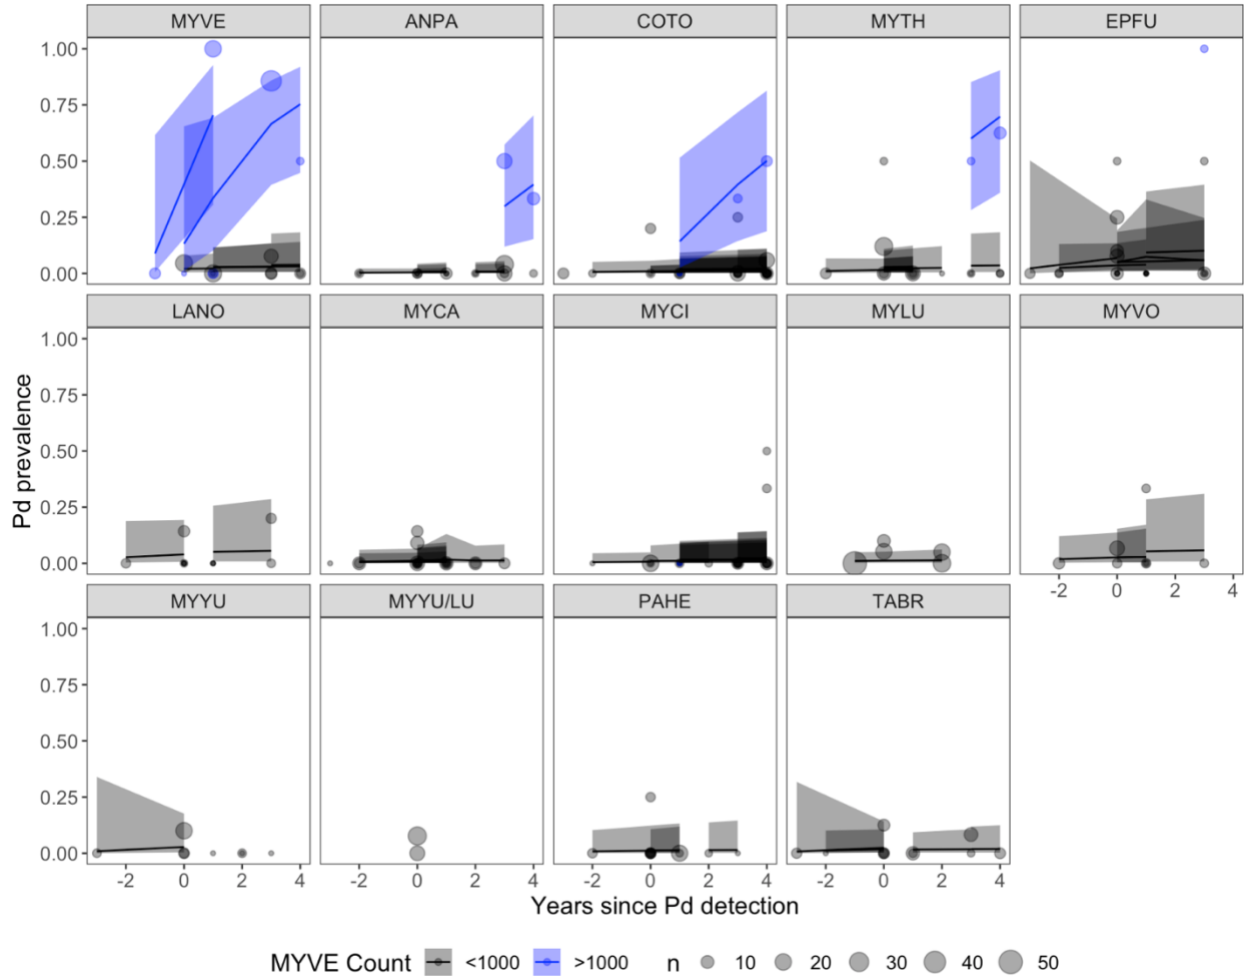 MYVE ANPA COTO MYTH EPFU
1.00
0.75
0.50
0.25
0.00
LANO MYCA MYCI MYLU MYVO
1.00
0.75
0.50
0.25
0.00
-2 0 2 4
MYYU MYYU/LU PAHE TABR
1.00
0.75
0.50
0.25
0.00
-2 0 2 4 -2 0 2 4 -2 0 2 4 -2 0 2 4
Pd prevalence
Years since Pd detection
MYVE Count <1000 >1000 n 10 20 30 40 50